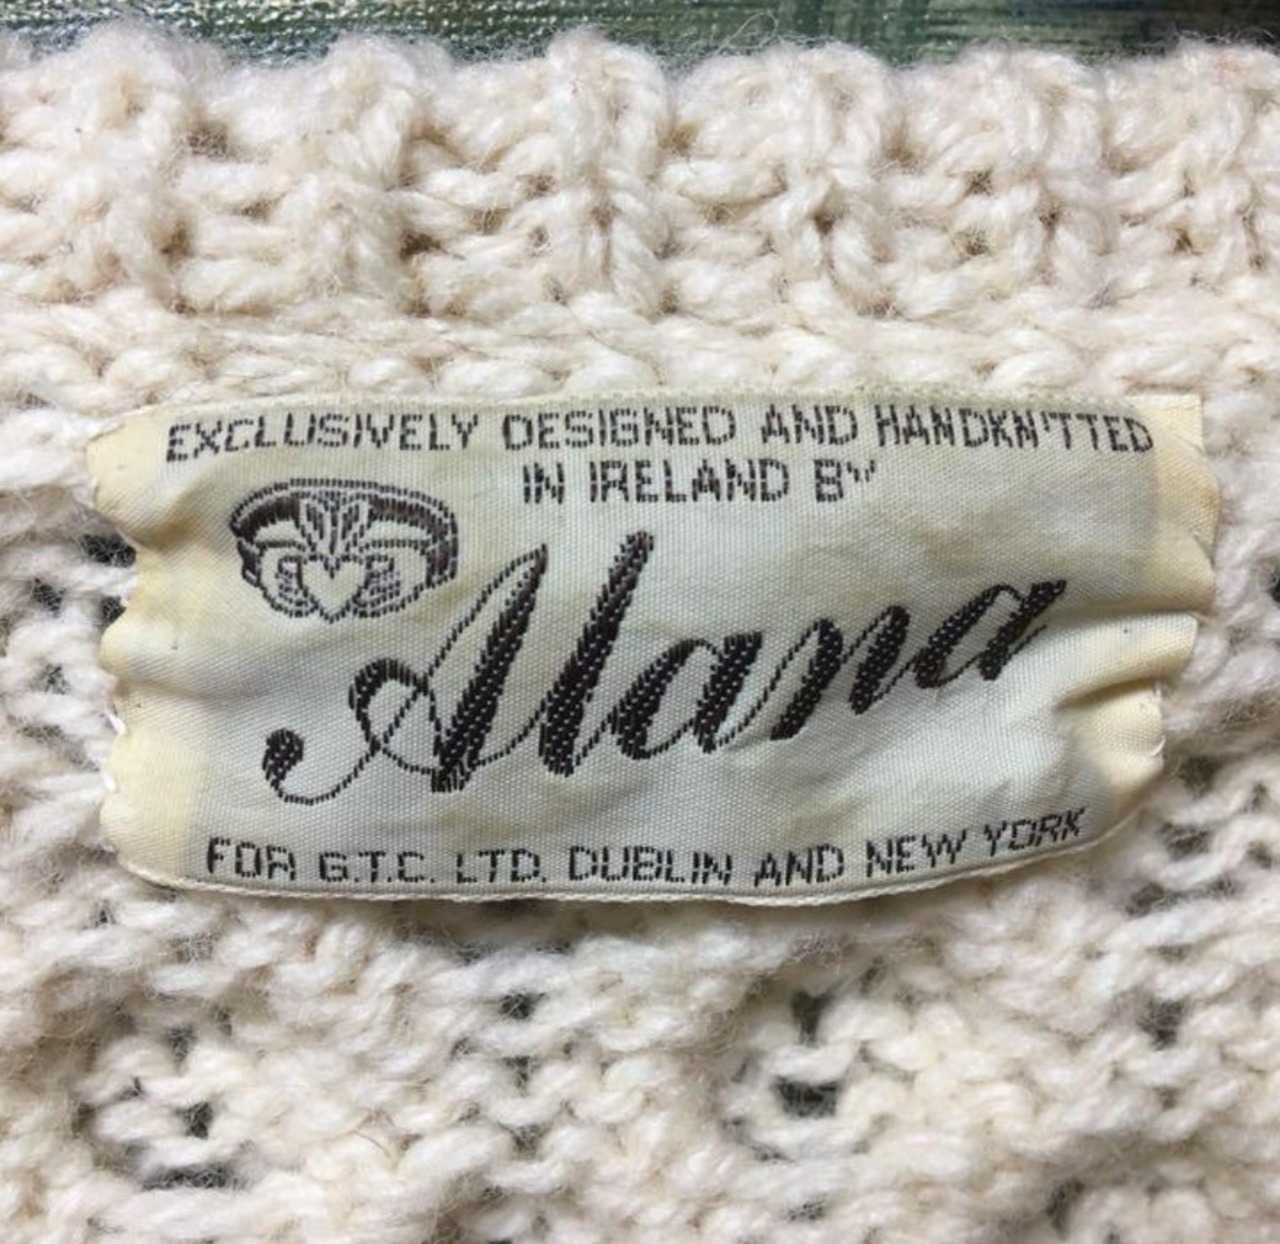 EXCLUSIVELY DESIGNED AND HANDKNITTED
IN IRELAND BY
Alana
FOR G.T.C. LTD. DUBLIN AND NEW YORK